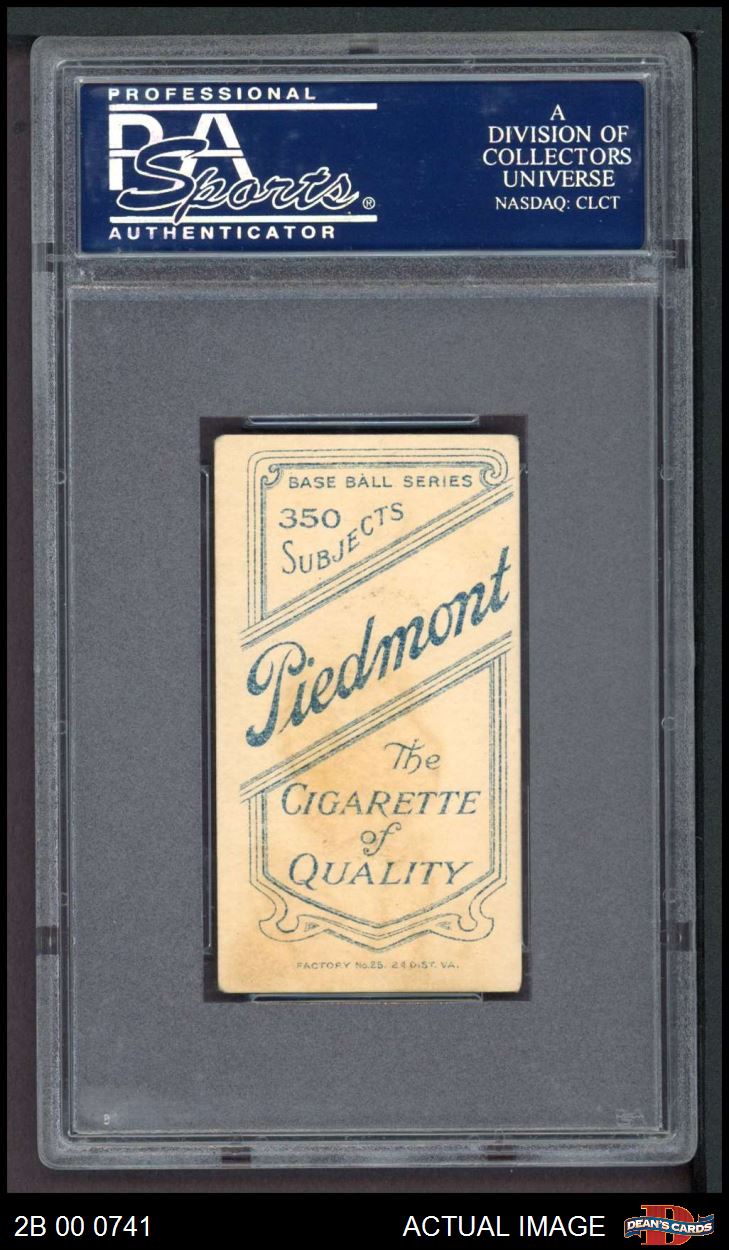 PROFESSIONAL
PSA
Sports®
AUTHENTICATOR
A
DIVISION OF
COLLECTORS
UNIVERSE
NASDAQ: CLCT
BASE BALL SERIES
350
SUBJECTS
Piedmont
The
CIGARETTE
of
QUALITY
FACTORY No. 25. 2d DIST. VA.
2B 00 0741
ACTUAL IMAGE
DEAN'S CARDS